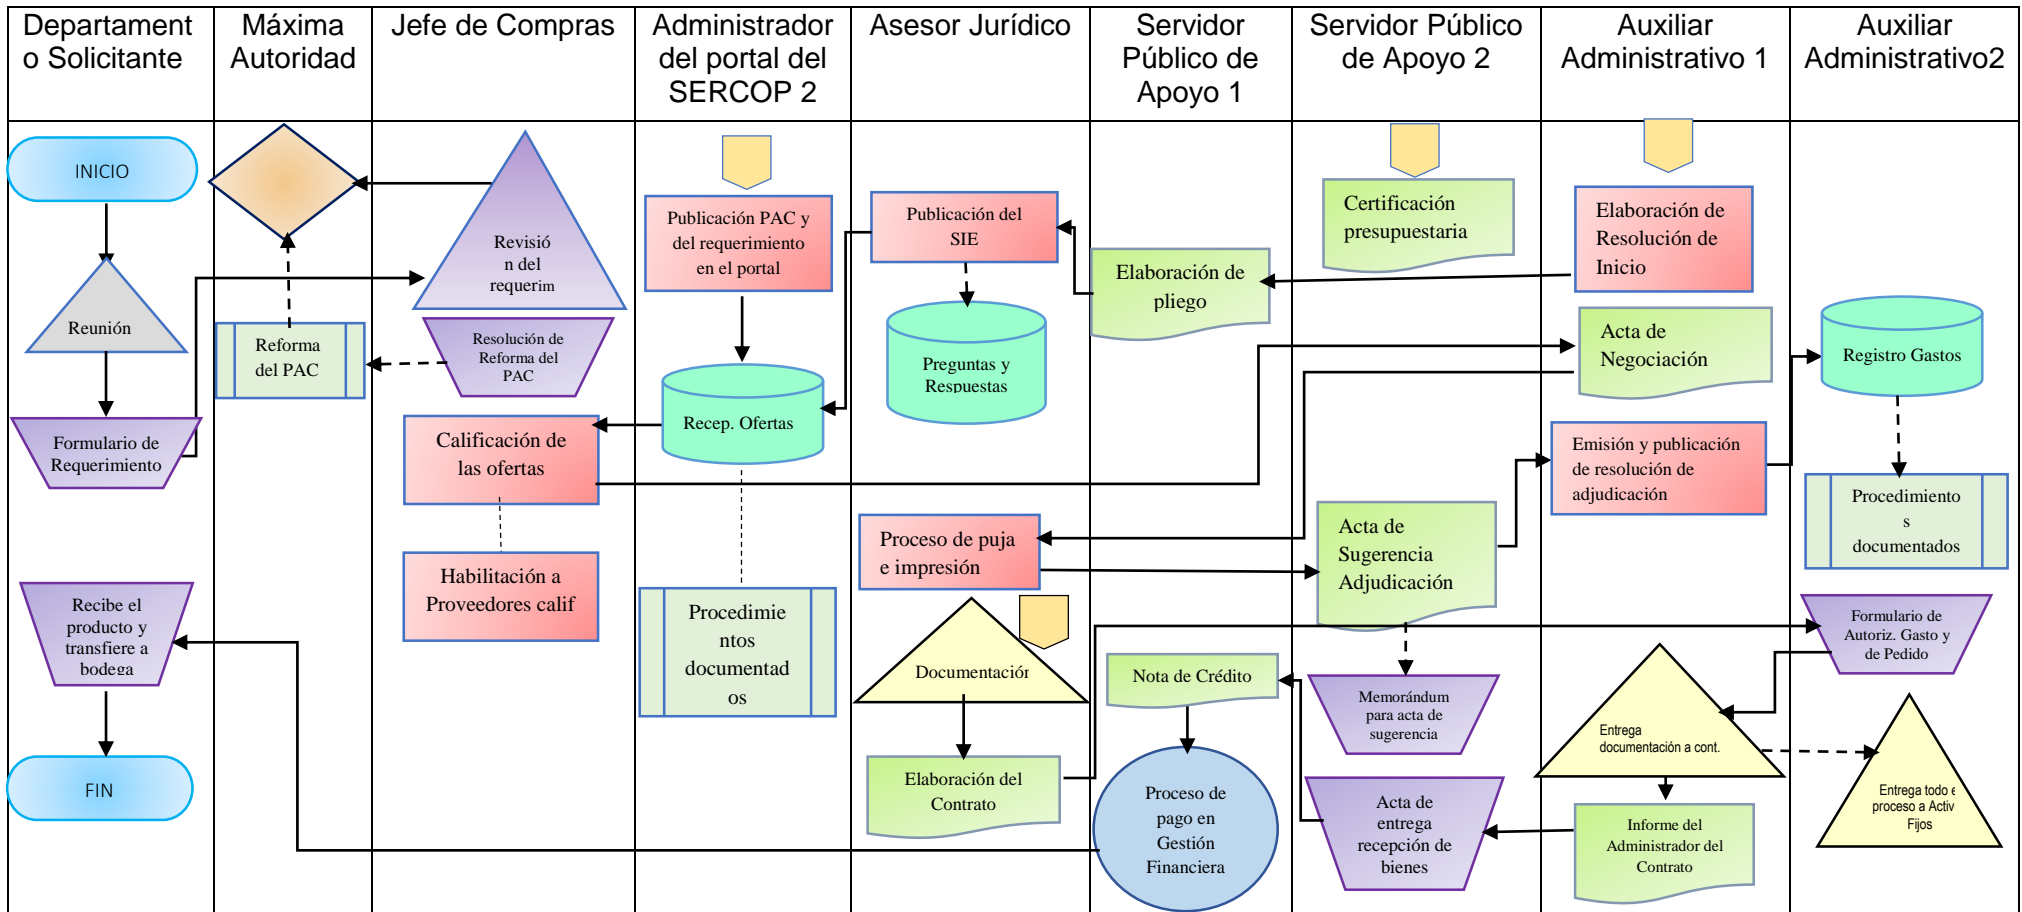 Departament
o Solicitante
Máxima
Autoridad
Jefe de Compras
Administrador
del portal del
SERCOP 2
Asesor Jurídico
Servidor
Público de
Apoyo 1
Servidor Público
de Apoyo 2
Auxiliar
Administrativo 1
Auxiliar
Administrativo2
INICIO
Reunión
Formulario de
Requerimiento
Recibe el
producto y
transfiere a
bodega
FIN
Reforma
del PAC
Revisió
n del
requerim
Resolución de
Reforma del
PAC
Calificación de
las ofertas
Habilitación a
Proveedores calif
Publicación PAC y
del requerimiento
en el portal
Recep. Ofertas
Procedimie
ntos
documentad
os
Publicación del
SIE
Preguntas y
Respuestas
Proceso de puja
e impresión
Documentación
Elaboración del
Contrato
Elaboración de
pliego
Nota de Crédito
Proceso de
pago en
Gestión
Financiera
Certificación
presupuestaria
Acta de
Sugerencia
Adjudicación
Memorándum
para acta de
sugerencia
Acta de
entrega
recepción de
bienes
Elaboración de
Resolución de
Inicio
Acta de
Negociación
Emisión y publicación
de resolución de
adjudicación
Entrega
documentación a cont.
Informe del
Administrador del
Contrato
Registro Gastos
Procedimiento
s
documentados
Formulario de
Autoriz. Gasto y
de Pedido
Entrega todo e
proceso a Activ
Fijos